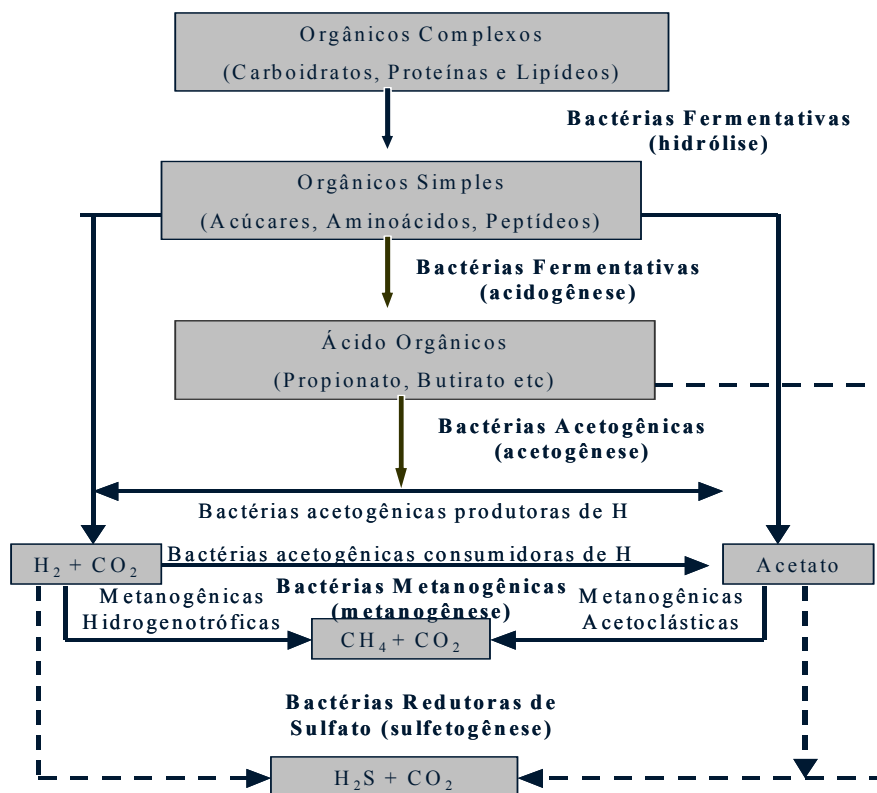 Orgânicos Complexos
(Carboidratos, Proteínas e Lipídeos)
Bactérias Fermentativas
(hidrólise)
Orgânicos Simples
(Acúcares, Aminoácidos, Peptídeos)
Bactérias Fermentativas
(acidogênese)
Ácido Orgânicos
(Propionato, Butirato etc)
Bactérias Acetogênicas
(acetogênese)
Bactérias acetogênicas produtoras de H
H₂ + CO₂
Bactérias acetogênicas consumidoras de H
Acetato
Metanogênicas
Hidrogenotróficas
Bactérias Metanogênicas
(metanogênese)
Metanogênicas
Acetoclásticas
CH₄ + CO₂
Bactérias Redutoras de
Sulfato (sulfetogênese)
H₂S + CO₂